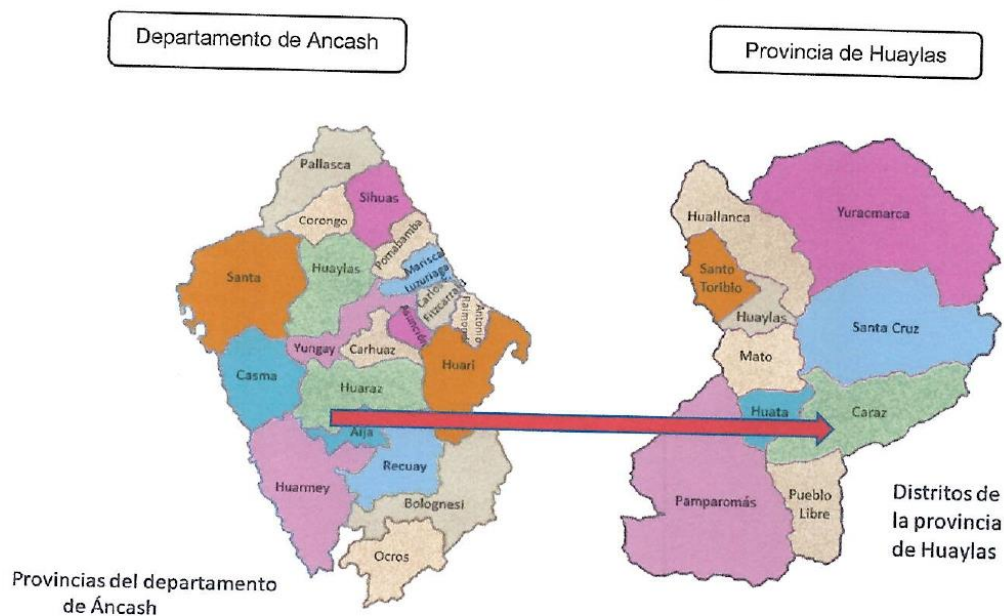 Departamento de Ancash
Provincia de Huaylas
Pallasca
Sihuas
Corongo
Pomabamba
Mariscal
Luzuriaga
Santa
Huaylas
Carlos
Fitzcarrald
Antonio
Raimondi
Asunción
Yungay
Carhuaz
Huari
Casma
Huaraz
Aija
Recuay
Huarmey
Bolognesi
Ocros
Provincias del departamento
de Áncash
Yuracmarca
Huallanca
Santo
Toribio
Huaylas
Santa Cruz
Mato
Huata
Caraz
Pamparomás
Pueblo
Libre
Distritos de
la provincia
de Huaylas